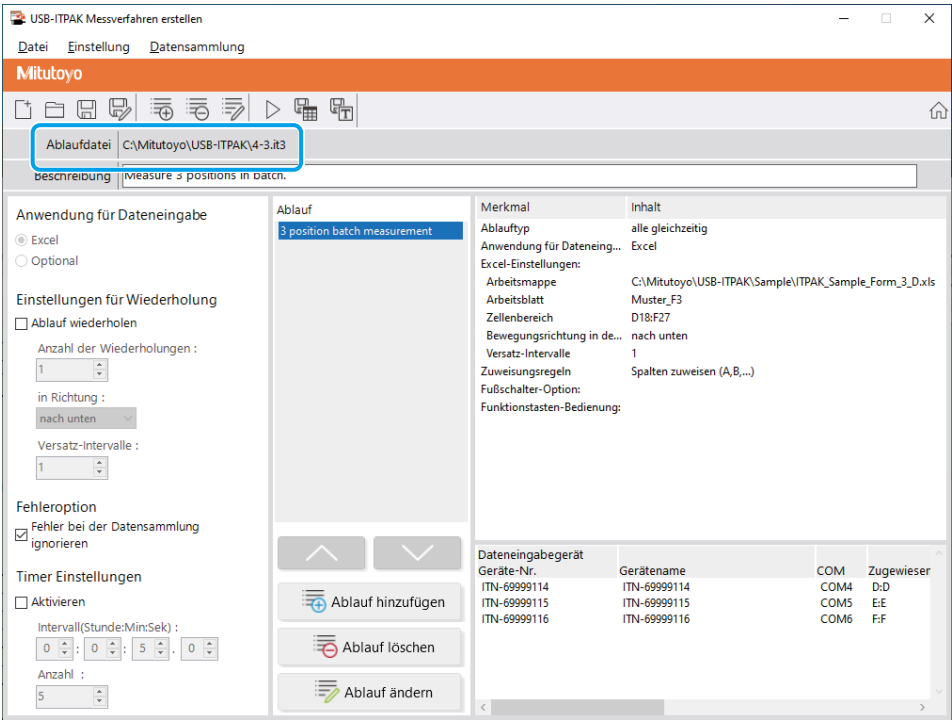 USB-ITPAK Messverfahren erstellen
Datei Einstellung Datensammlung
Mitutoyo
Ablaufdatei C:\Mitutoyo\USB-ITPAK\4-3.it3
Beschreibung Measure 3 positions in batch.
Anwendung für Dateneingabe
Excel
Optional
Einstellungen für Wiederholung
Ablauf wiederholen
Anzahl der Wiederholungen :
1
in Richtung :
nach unten
Versatz-Intervalle :
1
Fehleroption
Fehler bei der Datensammlung
ignorieren
Timer Einstellungen
Aktivieren
Intervall(Stunde:Min:Sek) :
0 : 0 : 5 . 0
Anzahl :
5
Ablauf
3 position batch measurement
Ablauf hinzufügen
Ablauf löschen
Ablauf ändern
Merkmal Inhalt
Ablauftyp alle gleichzeitig
Anwendung für Dateneing... Excel
Excel-Einstellungen:
Arbeitsmappe C:\Mitutoyo\USB-ITPAK\Sample\ITPAK_Sample_Form_3_D.xls
Arbeitsblatt Muster_F3
Zellenbereich D18:F27
Bewegungsrichtung in de... nach unten
Versatz-Intervalle 1
Zuweisungsregeln Spalten zuweisen (A,B,...)
Fußschalter-Option:
Funktionstasten-Bedienung:
Dateneingabegerät
Geräte-Nr. Gerätename COM Zugewieser
ITN-69999114 ITN-69999114 COM4 D:D
ITN-69999115 ITN-69999115 COM5 E:E
ITN-69999116 ITN-69999116 COM6 F:F